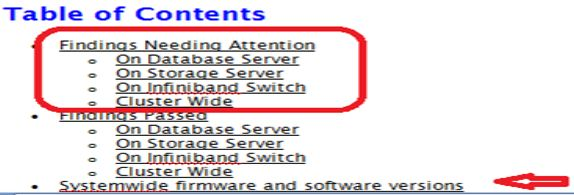 Table of Contents
Findings Needing Attention
On Database Server
On Storage Server
On Infiniband Switch
Cluster Wide
Findings Passed
On Database Server
On Storage Server
On Infiniband Switch
Cluster Wide
Systemwide firmware and software versions